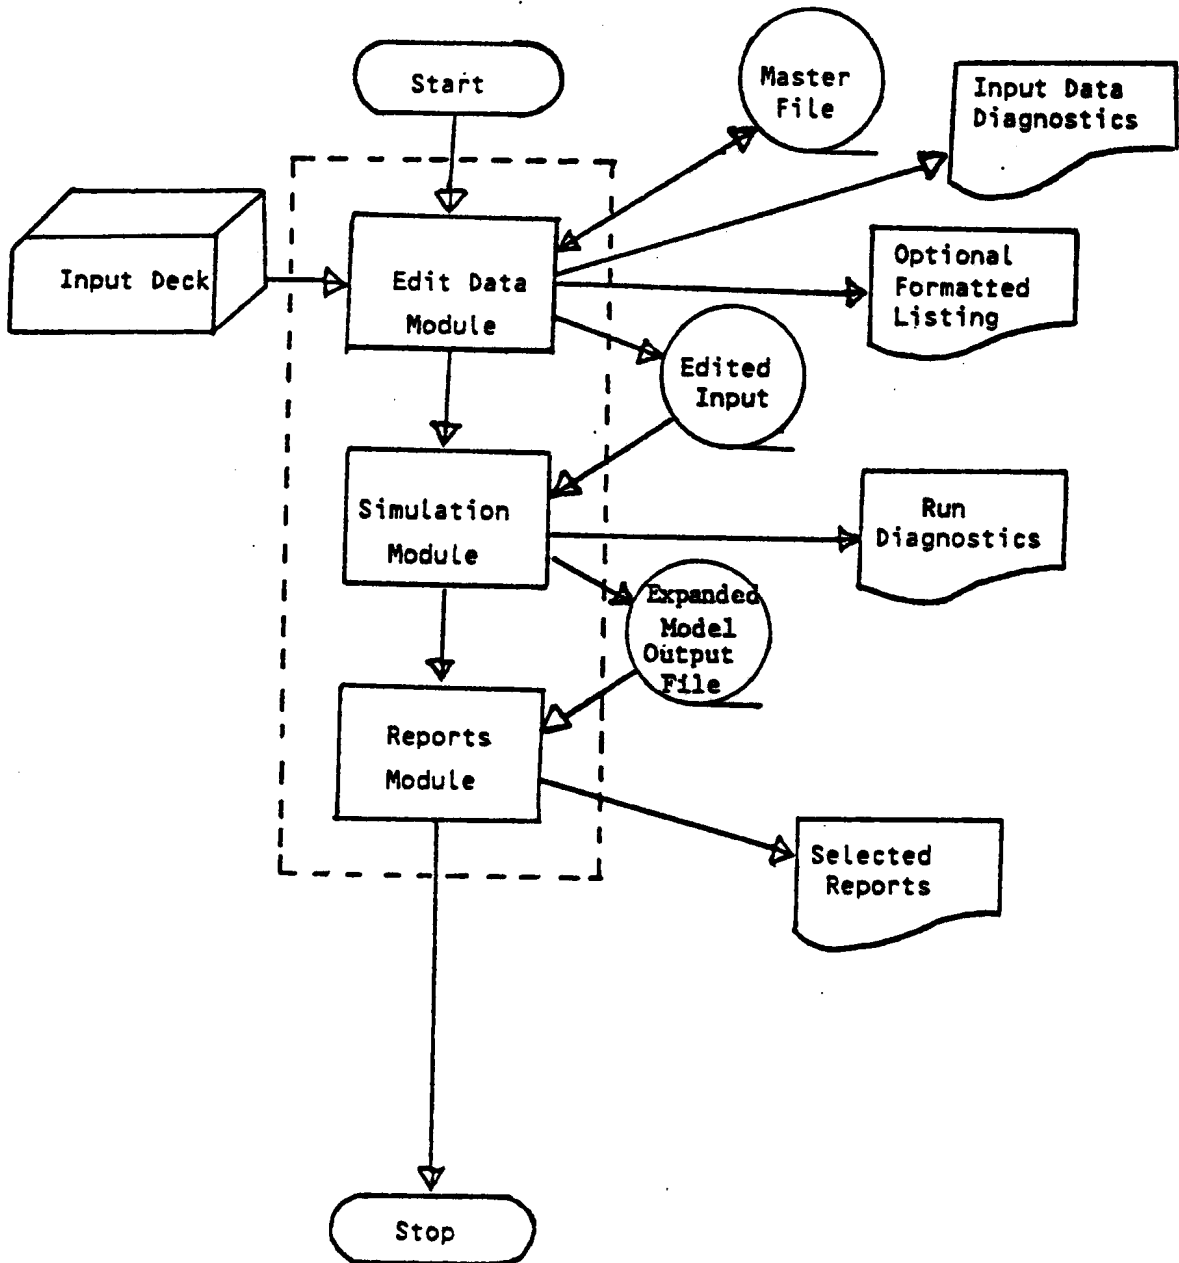 Start
Master
File
Input Data
Diagnostics
Input Deck
Edit Data
Module
Optional
Formatted
Listing
Edited
Input
Simulation
Module
Run
Diagnostics
Expanded
Model
Output
File
Reports
Module
Selected
Reports
Stop